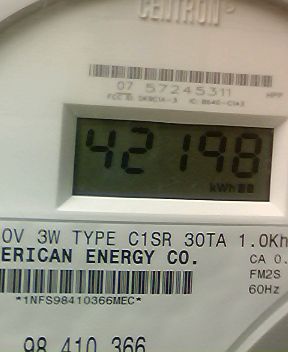 CENTRON
07 57245311
42198
kWh
0V 3W TYPE C1SR 30TA 1.0Kh
ERICAN ENERGY CO.
CA 0.
FM2S
60Hz
*1NFS98410366MEC*
98 410 366